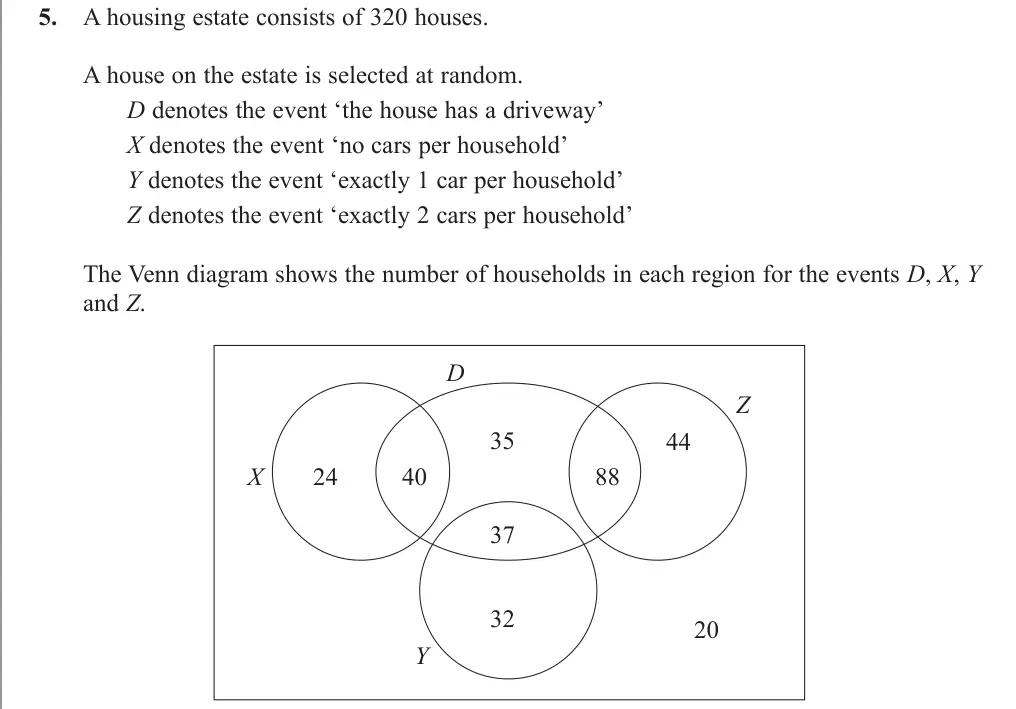 5. A housing estate consists of 320 houses.
A house on the estate is selected at random.
D denotes the event ‘the house has a driveway’
X denotes the event ‘no cars per household’
Y denotes the event ‘exactly 1 car per household’
Z denotes the event ‘exactly 2 cars per household’
The Venn diagram shows the number of households in each region for the events D, X, Y
and Z.
D
Z
35
44
X
24
40
88
37
32
20
Y